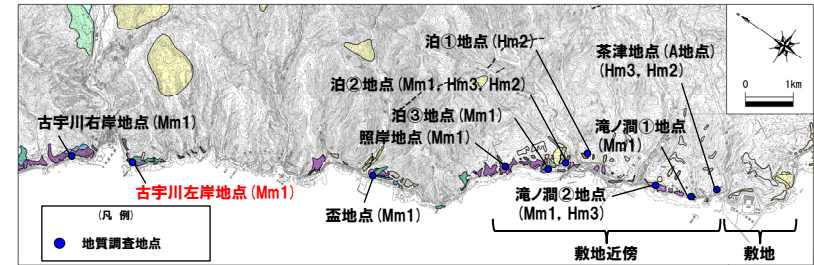 泊①地点(Hm2)
茶津地点(A地点)
(Hm3, Hm2)
0 1km
泊②地点(Mm1, Hm3, Hm2)
泊③地点(Mm1)
滝ノ澗①地点
(Mm1)
古宇川右岸地点(Mm1)
照岸地点(Mm1)
古宇川左岸地点(Mm1)
盃地点(Mm1)
滝ノ澗②地点
(Mm1, Hm3)
(凡 例)
地質調査地点
敷地近傍
敷地